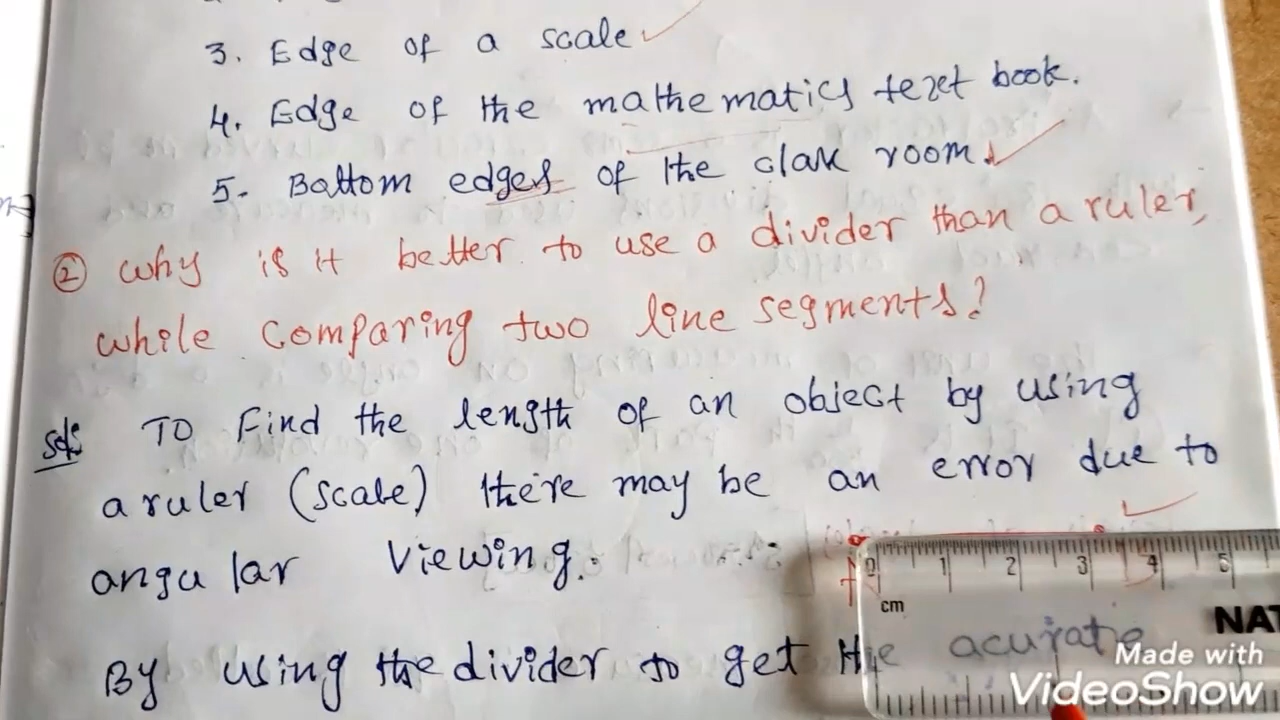 3. Edge of a scale
4. Edge of the mathematics text book.
5. Bottom edges of the class room.
② Why is it better to use a divider than a ruler,
while comparing two line segments?
Sol: To Find the length of an object by using
a ruler (scale) there may be an error due to
angular viewing.
0 1 2 3 4 5
cm
NAT
By using the divider to get the acurate
Made with
VideoShow